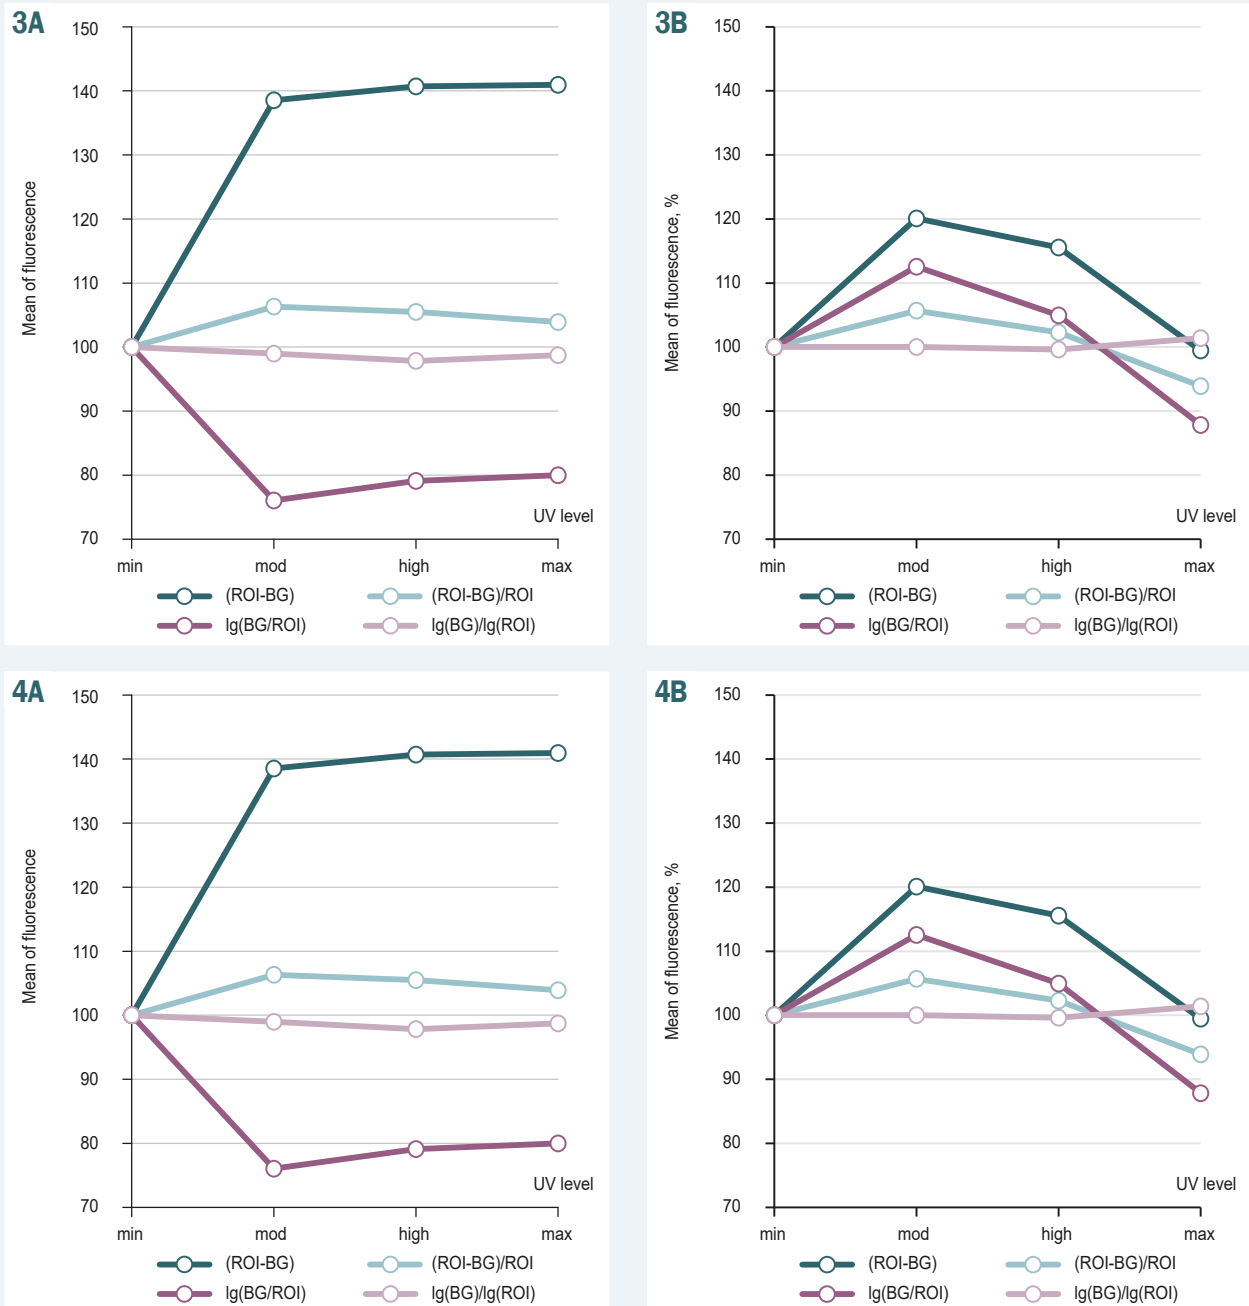 3A
Mean of fluorescence
150
140
130
120
110
100
90
80
70
UV level
min mod high max
(ROI-BG) (ROI-BG)/ROI
lg(BG/ROI) lg(BG)/lg(ROI)
3B
Mean of fluorescence, %
150
140
130
120
110
100
90
80
70
UV level
min mod high max
(ROI-BG) (ROI-BG)/ROI
lg(BG/ROI) lg(BG)/lg(ROI)
4A
Mean of fluorescence
150
140
130
120
110
100
90
80
70
UV level
min mod high max
(ROI-BG) (ROI-BG)/ROI
lg(BG/ROI) lg(BG)/lg(ROI)
4B
Mean of fluorescence, %
150
140
130
120
110
100
90
80
70
UV level
min mod high max
(ROI-BG) (ROI-BG)/ROI
lg(BG/ROI) lg(BG)/lg(ROI)